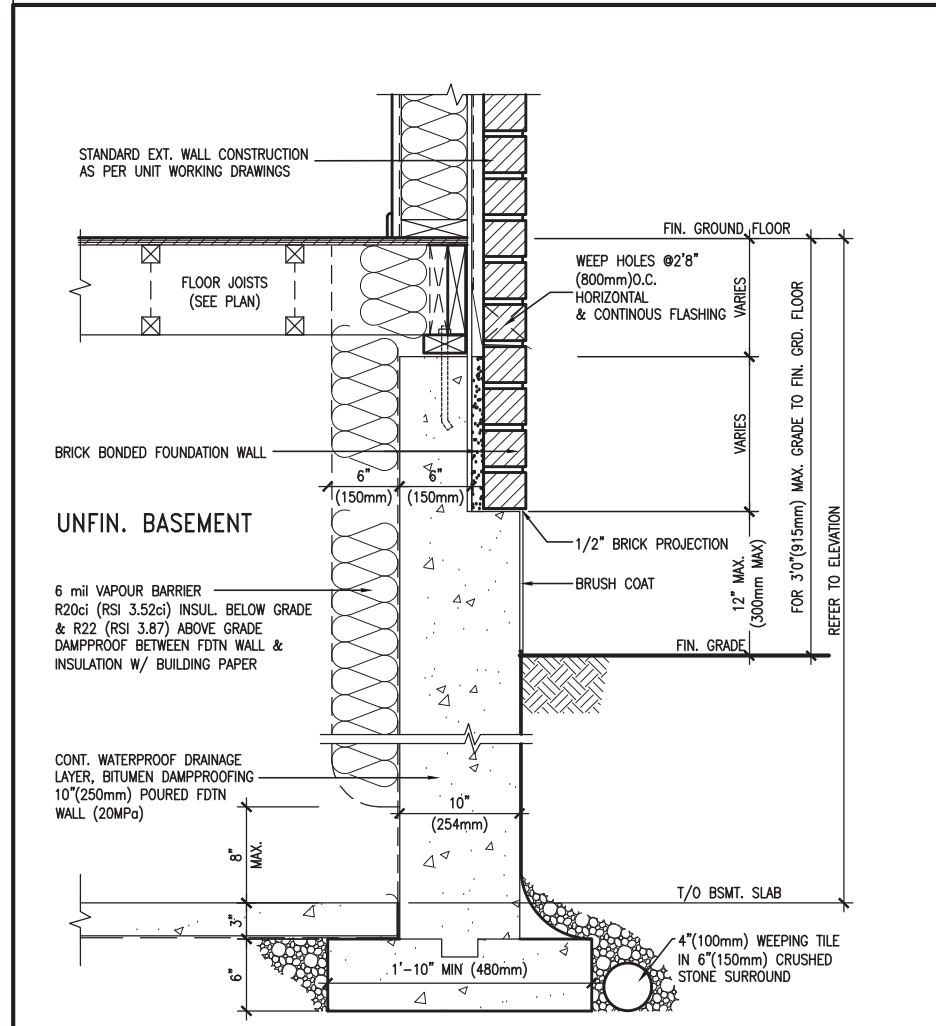 STANDARD EXT. WALL CONSTRUCTION
AS PER UNIT WORKING DRAWINGS
FIN. GROUND FLOOR
FLOOR JOISTS
(SEE PLAN)
WEEP HOLES @2'8"
(800mm)O.C.
HORIZONTAL
& CONTINOUS FLASHING
VARIES
VARIES
FOR 3'0"(915mm) MAX. GRADE TO FIN. GRD. FLOOR
REFER TO ELEVATION
BRICK BONDED FOUNDATION WALL
6"
(150mm)
6"
(150mm)
UNFIN. BASEMENT
1/2" BRICK PROJECTION
BRUSH COAT
12" MAX.
(300mm MAX)
6 mil VAPOUR BARRIER
R20ci (RSI 3.52ci) INSUL. BELOW GRADE
& R22 (RSI 3.87) ABOVE GRADE
DAMPPROOF BETWEEN FDTN WALL &
INSULATION W/ BUILDING PAPER
FIN. GRADE
CONT. WATERPROOF DRAINAGE
LAYER, BITUMEN DAMPPROOFING
10"(250mm) POURED FDTN
WALL (20MPa)
10"
(254mm)
8"
MAX.
T/O BSMT. SLAB
3"
6"
1'-10" MIN (480mm)
4"(100mm) WEEPING TILE
IN 6"(150mm) CRUSHED
STONE SURROUND